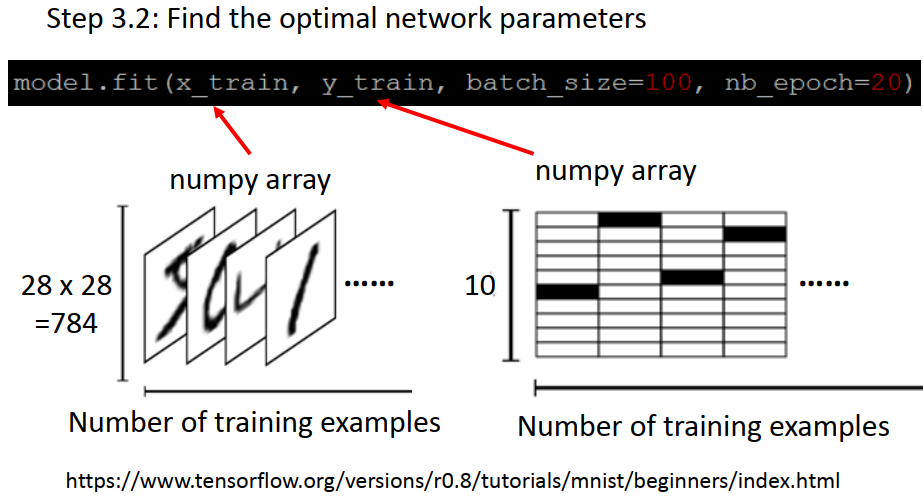 Step 3.2: Find the optimal network parameters
model.fit(x_train, y_train, batch_size=100, nb_epoch=20)
numpy array
numpy array
28 x 28
=784
......
10
......
Number of training examples
Number of training examples
https://www.tensorflow.org/versions/r0.8/tutorials/mnist/beginners/index.html